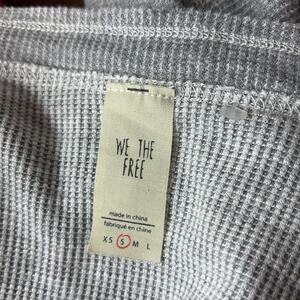 WE THE
FREE
made in china
fabriqué en chine
XS S M L